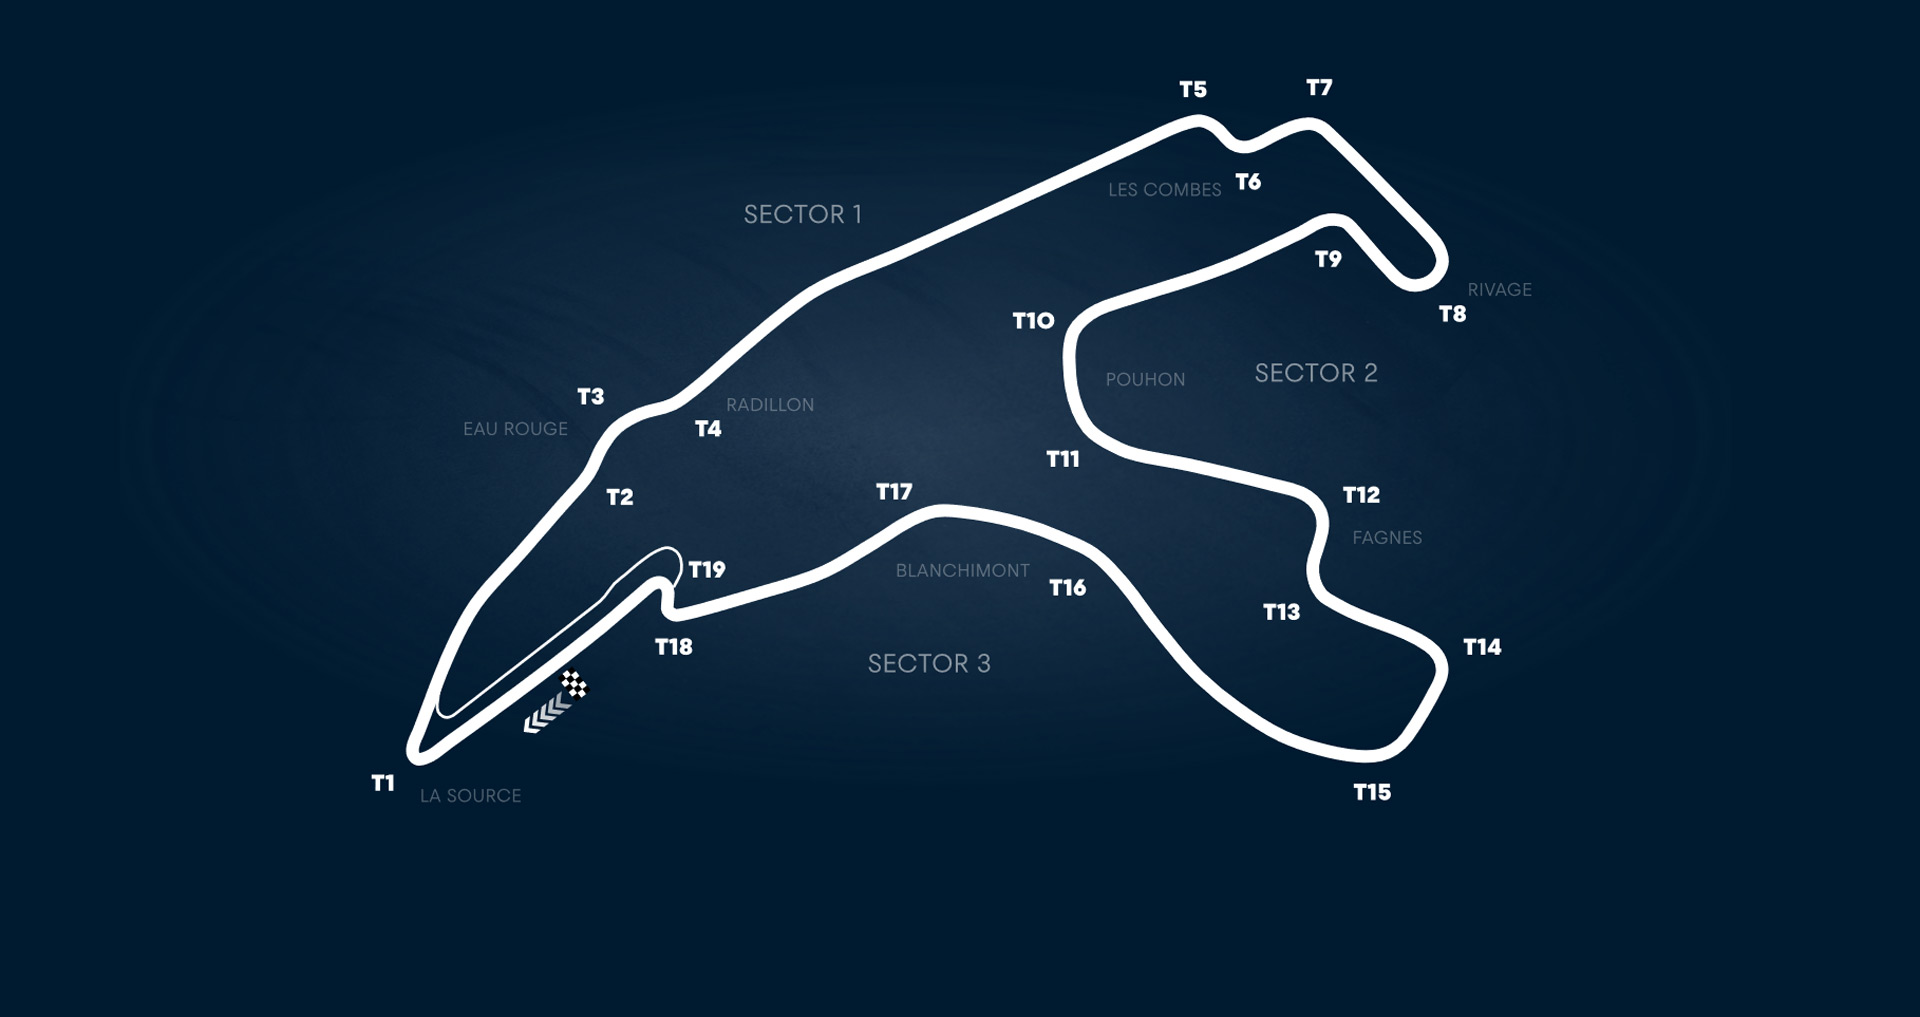 T5
T7
LES COMBES
T6
SECTOR 1
T9
RIVAGE
T8
T10
SECTOR 2
POUHON
T3
RADILLON
EAU ROUGE
T4
T11
T17
T2
T12
FAGNES
T19
BLANCHIMONT
T16
T13
T18
T14
SECTOR 3
T1
LA SOURCE
T15